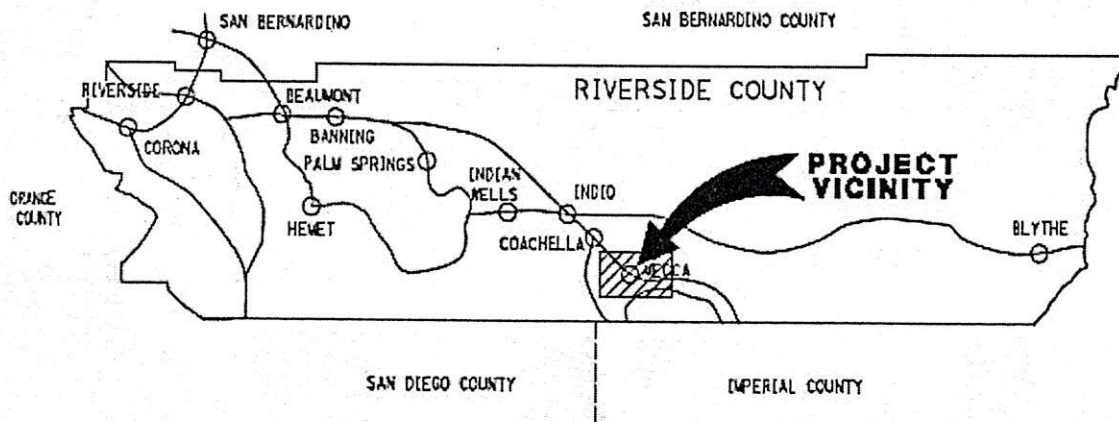 SAN BERNARDINO
SAN BERNARDINO COUNTY
RIVERSIDE
RIVERSIDE COUNTY
BEAUMONT
BANNING
CORONA
PALM SPRINGS
PROJECT
VICINITY
ORANGE
COUNTY
INDIAN
WELLS
INDIO
HEMET
COACHELLA
BLYTHE
MECCA
SAN DIEGO COUNTY
IMPERIAL COUNTY